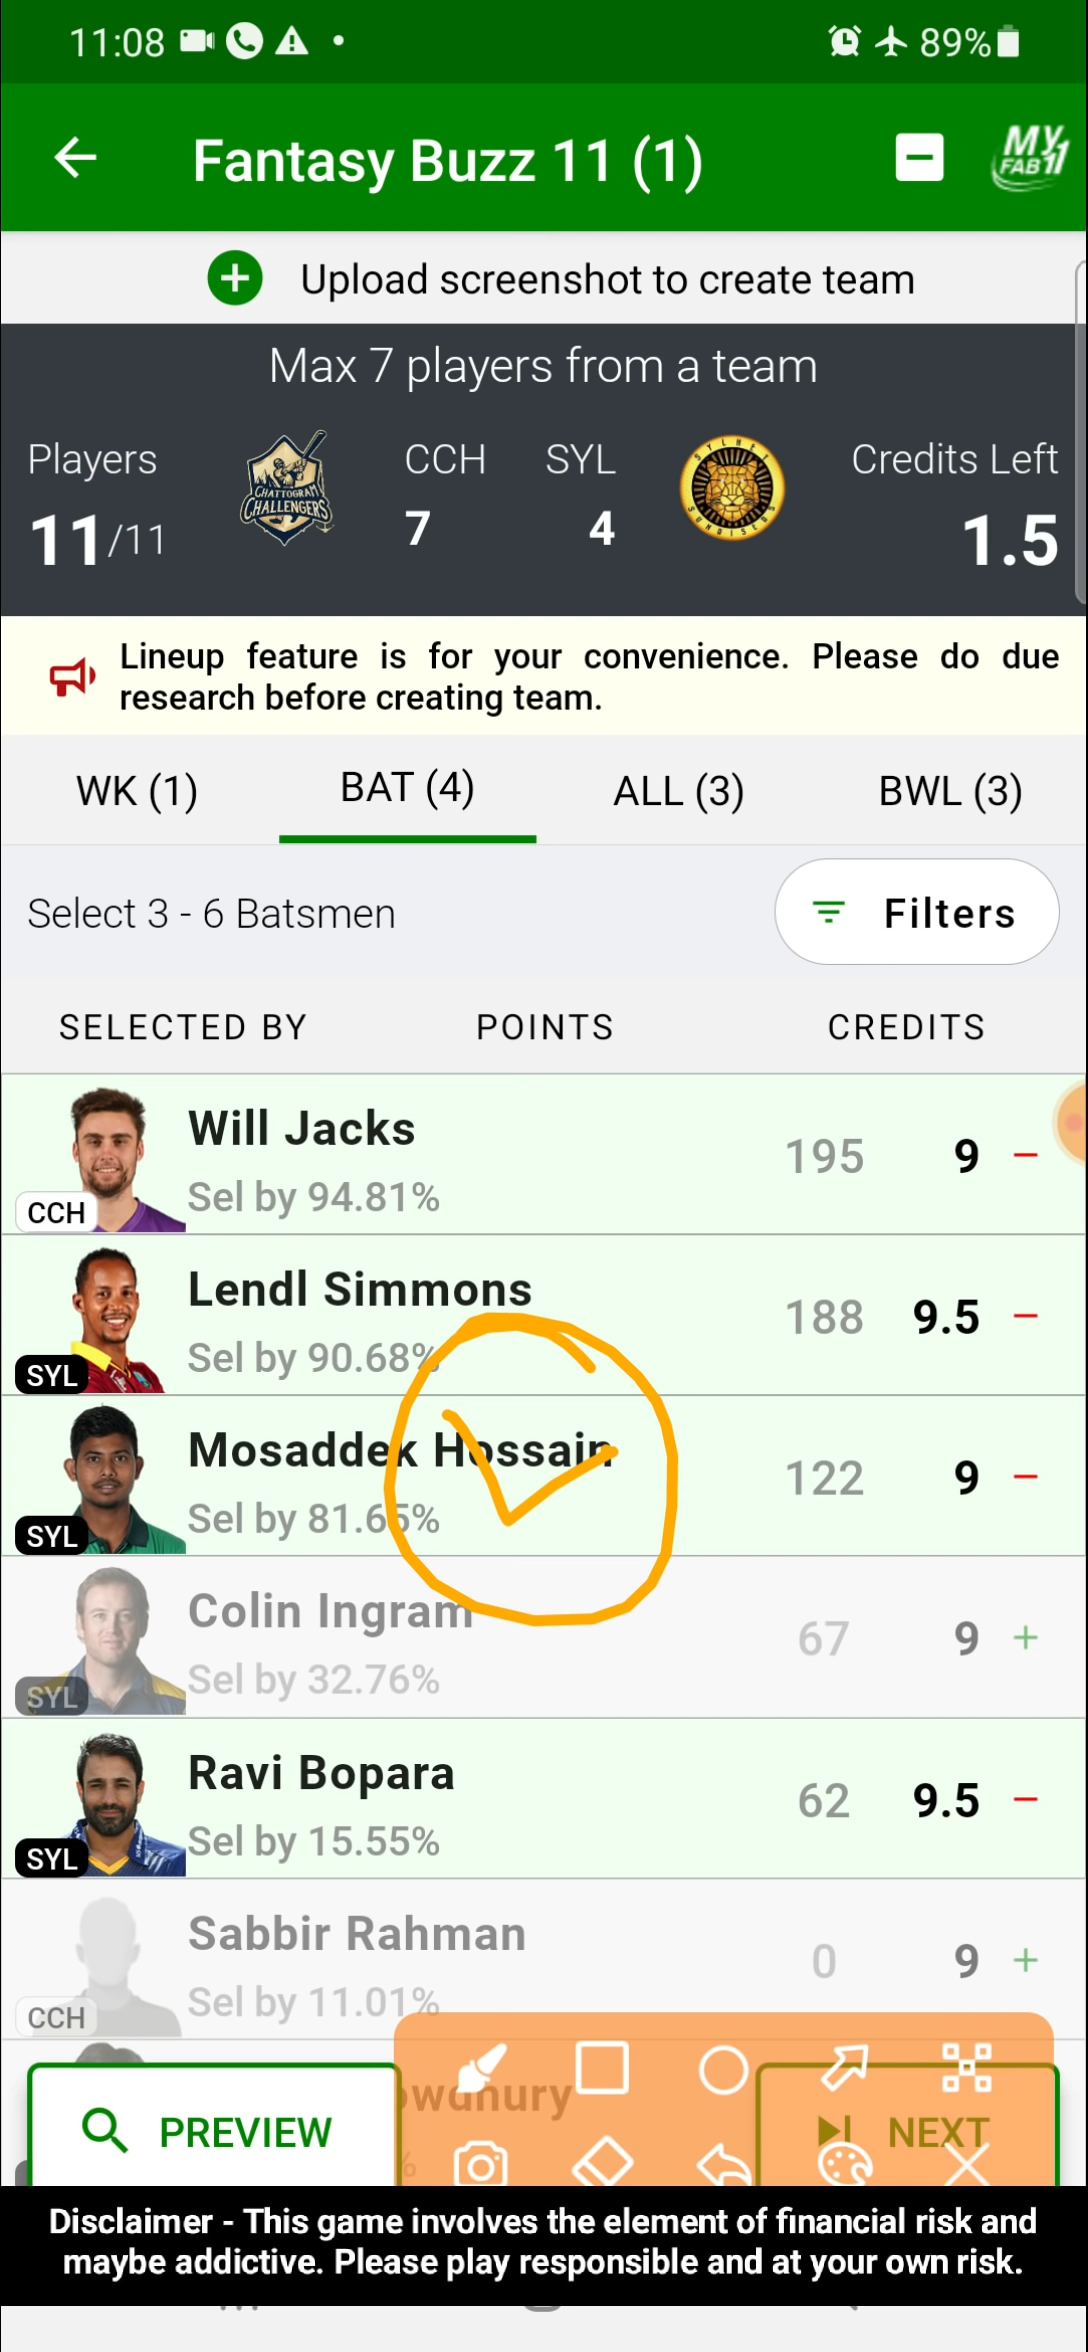 11:08 89%
Fantasy Buzz 11 (1) MY FAB11
Upload screenshot to create team
Max 7 players from a team
Players CCH SYL Credits Left
11/11 7 4 1.5
CHATTOGRAM
CHALLENGERS
SYLHET
SUNRISERS
Lineup feature is for your convenience. Please do due
research before creating team.
WK (1) BAT (4) ALL (3) BWL (3)
Select 3 - 6 Batsmen Filters
SELECTED BY POINTS CREDITS
Will Jacks
195 9 −
Sel by 94.81%
CCH
Lendl Simmons
188 9.5 −
Sel by 90.68%
SYL
Mosaddek Hossain
122 9 −
Sel by 81.65%
SYL
Colin Ingram
67 9 +
Sel by 32.76%
SYL
Ravi Bopara
62 9.5 −
Sel by 15.55%
SYL
Sabbir Rahman
0 9 +
Sel by 11.01%
CCH
PREVIEW NEXT
Disclaimer - This game involves the element of financial risk and
maybe addictive. Please play responsible and at your own risk.